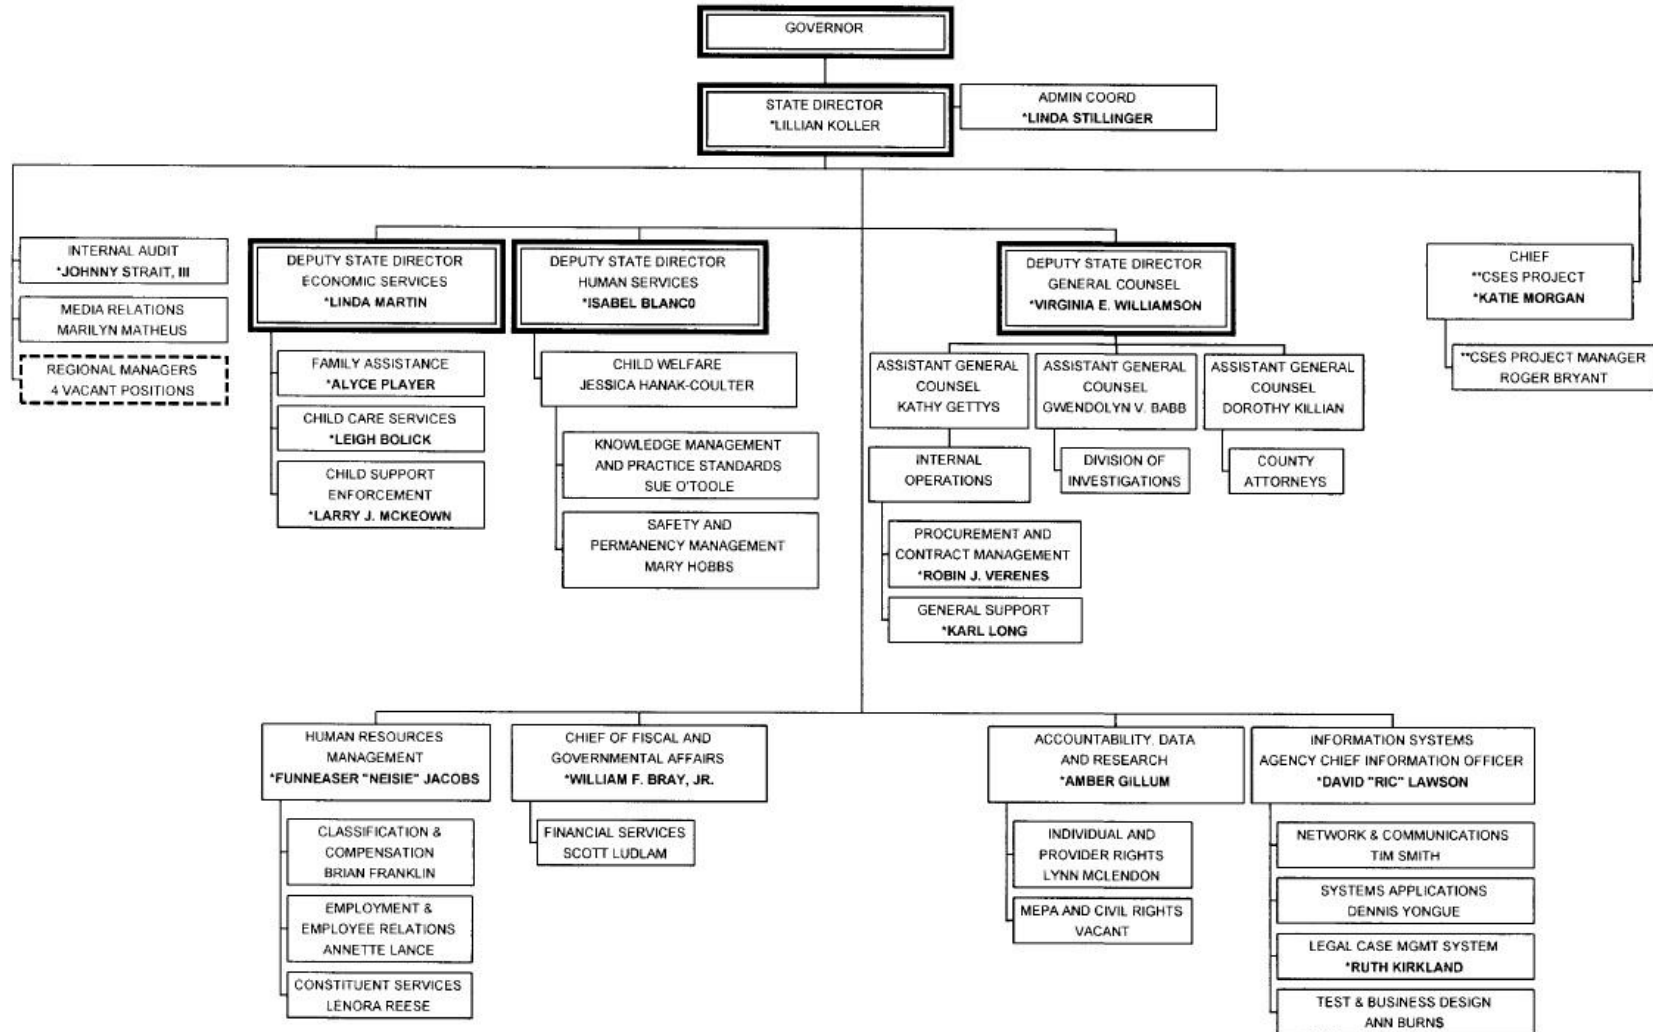 GOVERNOR
STATE DIRECTOR
*LILLIAN KOLLER
ADMIN COORD
*LINDA STILLINGER
INTERNAL AUDIT
*JOHNNY STRAIT, III
MEDIA RELATIONS
MARILYN MATHEUS
REGIONAL MANAGERS
4 VACANT POSITIONS
DEPUTY STATE DIRECTOR
ECONOMIC SERVICES
*LINDA MARTIN
FAMILY ASSISTANCE
*ALYCE PLAYER
CHILD CARE SERVICES
*LEIGH BOLICK
CHILD SUPPORT
ENFORCEMENT
*LARRY J. MCKEOWN
DEPUTY STATE DIRECTOR
HUMAN SERVICES
*ISABEL BLANC0
CHILD WELFARE
JESSICA HANAK-COULTER
KNOWLEDGE MANAGEMENT
AND PRACTICE STANDARDS
SUE O'TOOLE
SAFETY AND
PERMANENCY MANAGEMENT
MARY HOBBS
DEPUTY STATE DIRECTOR
GENERAL COUNSEL
*VIRGINIA E. WILLIAMSON
ASSISTANT GENERAL
COUNSEL
KATHY GETTYS
INTERNAL
OPERATIONS
PROCUREMENT AND
CONTRACT MANAGEMENT
*ROBIN J. VERENES
GENERAL SUPPORT
*KARL LONG
ASSISTANT GENERAL
COUNSEL
GWENDOLYN V. BABB
DIVISION OF
INVESTIGATIONS
ASSISTANT GENERAL
COUNSEL
DOROTHY KILLIAN
COUNTY
ATTORNEYS
CHIEF
**CSES PROJECT
*KATIE MORGAN
**CSES PROJECT MANAGER
ROGER BRYANT
HUMAN RESOURCES
MANAGEMENT
*FUNNEASER "NEISIE" JACOBS
CLASSIFICATION &
COMPENSATION
BRIAN FRANKLIN
EMPLOYMENT &
EMPLOYEE RELATIONS
ANNETTE LANCE
CONSTITUENT SERVICES
LENORA REESE
CHIEF OF FISCAL AND
GOVERNMENTAL AFFAIRS
*WILLIAM F. BRAY, JR.
FINANCIAL SERVICES
SCOTT LUDLAM
ACCOUNTABILITY, DATA
AND RESEARCH
*AMBER GILLUM
INDIVIDUAL AND
PROVIDER RIGHTS
LYNN MCLENDON
MEPA AND CIVIL RIGHTS
VACANT
INFORMATION SYSTEMS
AGENCY CHIEF INFORMATION OFFICER
*DAVID "RIC" LAWSON
NETWORK & COMMUNICATIONS
TIM SMITH
SYSTEMS APPLICATIONS
DENNIS YONGUE
LEGAL CASE MGMT SYSTEM
*RUTH KIRKLAND
TEST & BUSINESS DESIGN
ANN BURNS